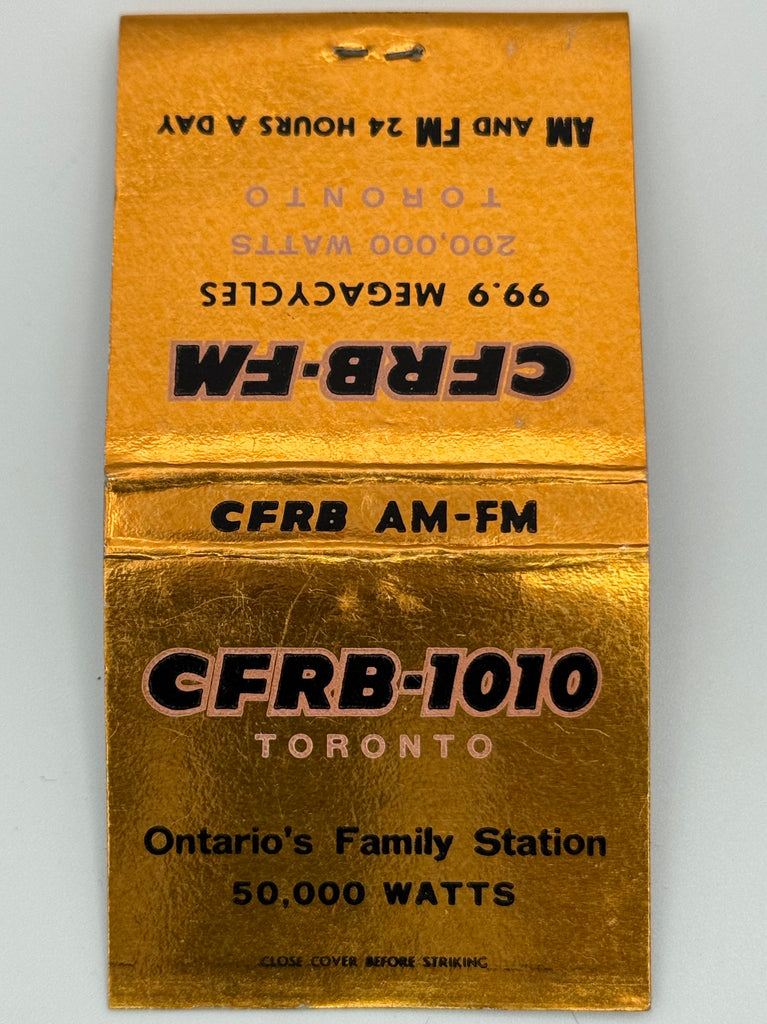 AM AND FM 24 HOURS A DAY
TORONTO
200,000 WATTS
99.9 MEGACYCLES
CFRB·FM
CFRB AM-FM
CFRB·1010
TORONTO
Ontario's Family Station
50,000 WATTS
CLOSE COVER BEFORE STRIKING